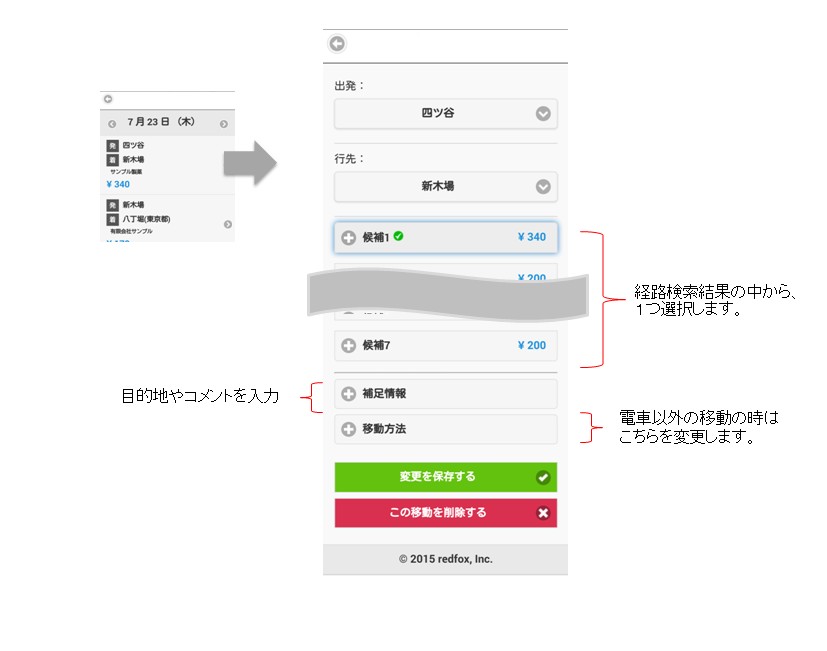 7月23日（木）
発 四ツ谷
着 新木場
サンプル製薬
¥ 340
発 新木場
着 八丁堀(東京都)
有限会社サンプル
出発：
四ツ谷
行先：
新木場
候補1 ¥ 340
¥ 200
候補7 ¥ 200
経路検索結果の中から、
１つ選択します。
補足情報
目的地やコメントを入力
移動方法
電車以外の移動の時は
こちらを変更します。
変更を保存する
この移動を削除する
© 2015 redfox, Inc.